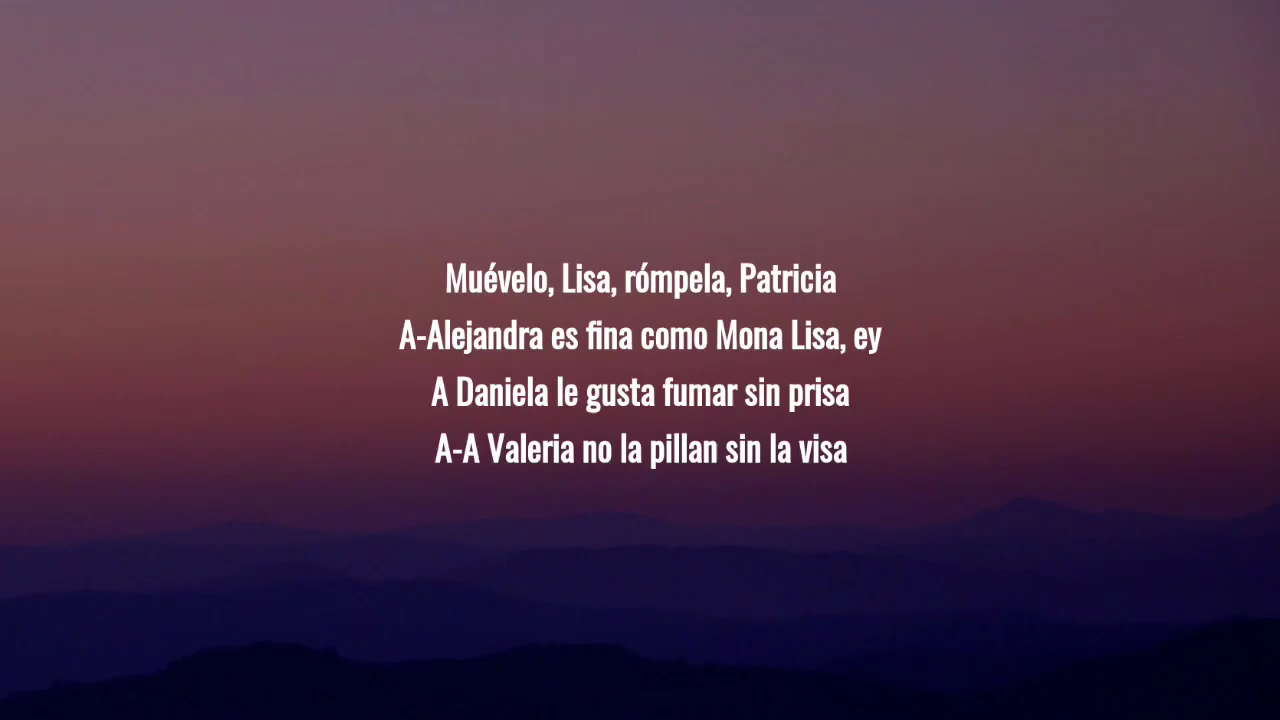 Muévelo, Lisa, rómpela, Patricia
A-Alejandra es fina como Mona Lisa, ey
A Daniela le gusta fumar sin prisa
A-A Valeria no la pillan sin la visa